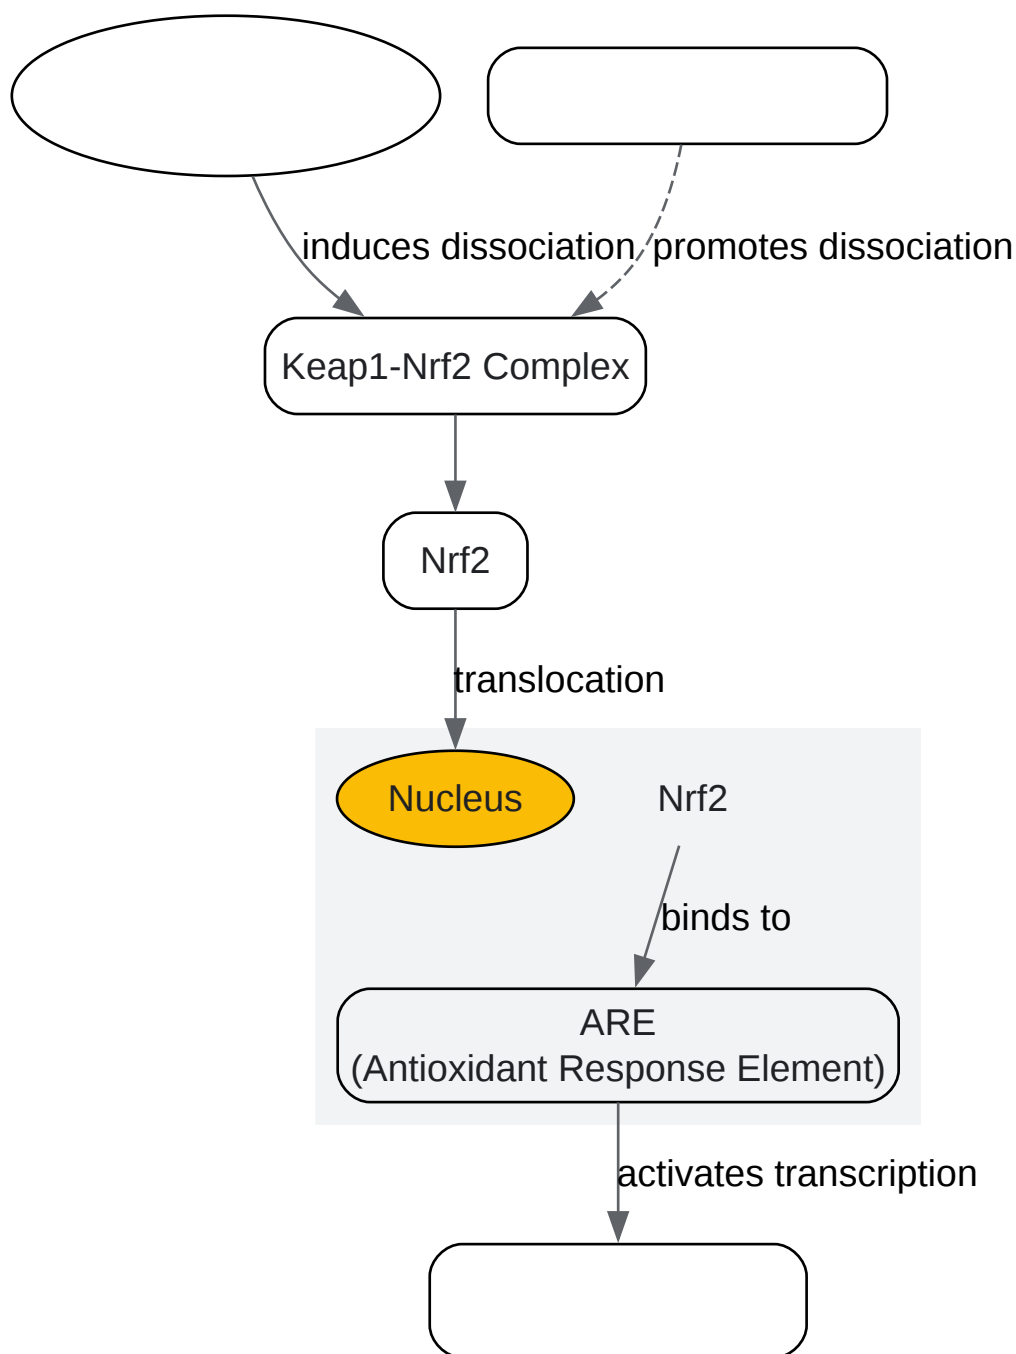 induces dissociation
promotes dissociation
Keap1-Nrf2 Complex
Nrf2
translocation
Nucleus
Nrf2
binds to
ARE
(Antioxidant Response Element)
activates transcription